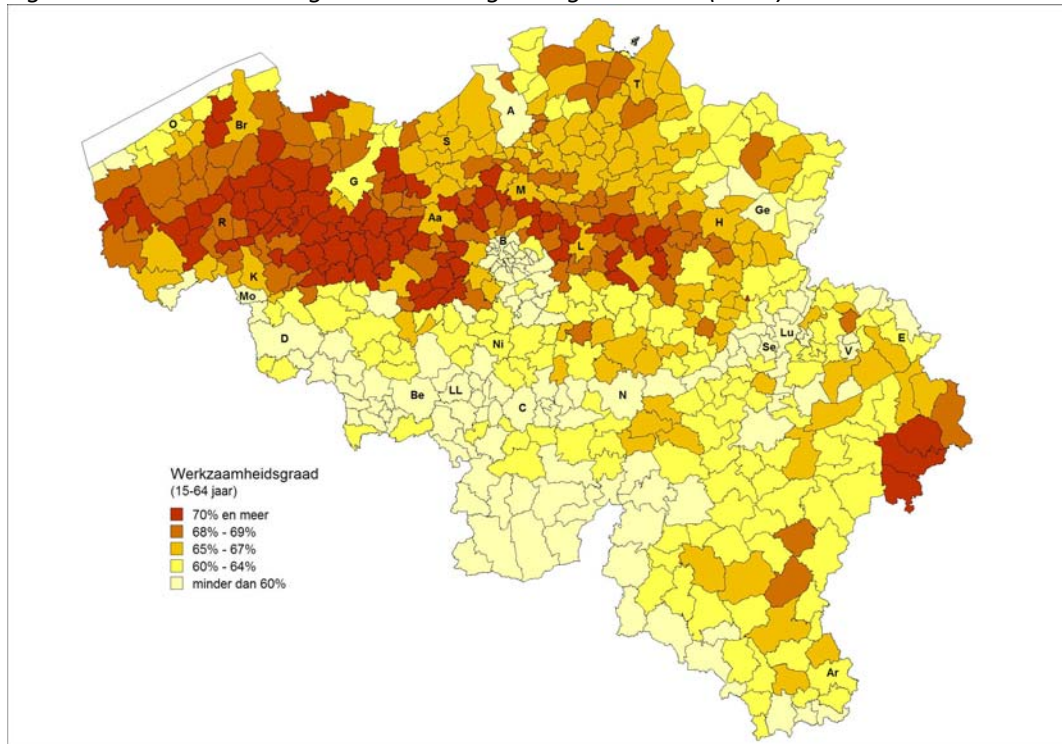 T
O
Br
A
S
G
M
R
Aa
H
Ge
B
L
K
Mo
D
Ni
Lu
Se
V
E
Be
LL
C
N
Werkzaamheidsgraad
(15-64 jaar)
70% en meer
68% - 69%
65% - 67%
60% - 64%
minder dan 60%
Ar